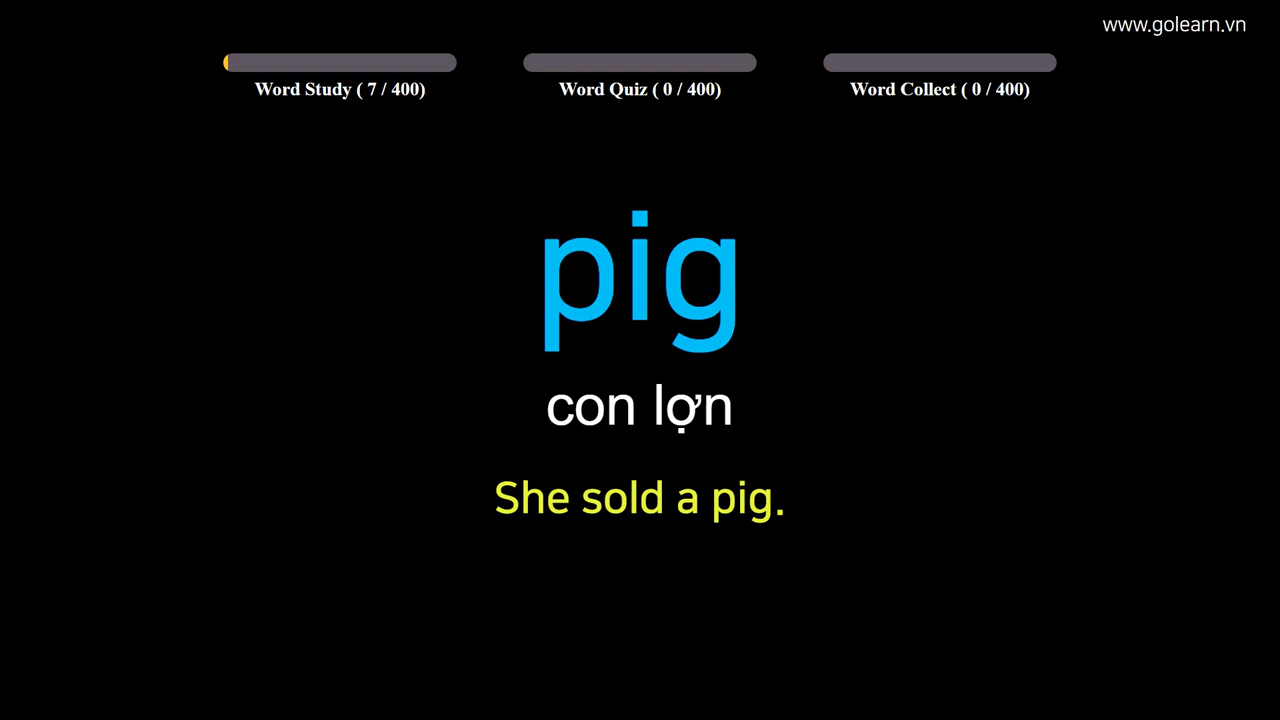 www.golearn.vn
Word Study ( 7 / 400)
Word Quiz ( 0 / 400)
Word Collect ( 0 / 400)
pig
con lợn
She sold a pig.